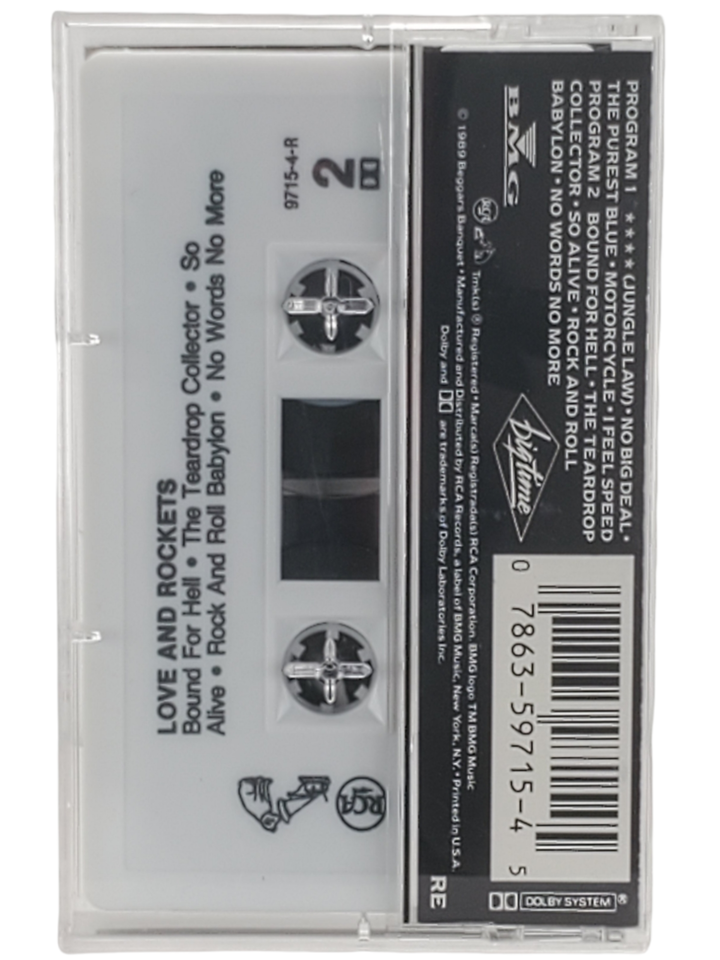 PROGRAM 1 **** (JUNGLE LAW) • NO BIG DEAL •
THE PUREST BLUE • MOTORCYCLE • I FEEL SPEED
PROGRAM 2 BOUND FOR HELL • THE TEARDROP
COLLECTOR • SO ALIVE • ROCK AND ROLL
BABYLON • NO WORDS NO MORE
BMG
bigtime
RCA Tmk(s) ® Registered • Marca(s) Registrada(s) RCA Corporation. BMG logo TM BMG Music
© 1989 Beggars Banquet • Manufactured and Distributed by RCA Records, a label of BMG Music, New York, N.Y. • Printed in U.S.A.
Dolby and DD are trademarks of Dolby Laboratories Inc.
0 7863-59715-4 5
DOLBY SYSTEM ®
RE
2
9715-4-R
LOVE AND ROCKETS
Bound For Hell • The Teardrop Collector • So
Alive • Rock And Roll Babylon • No Words No More
RCA